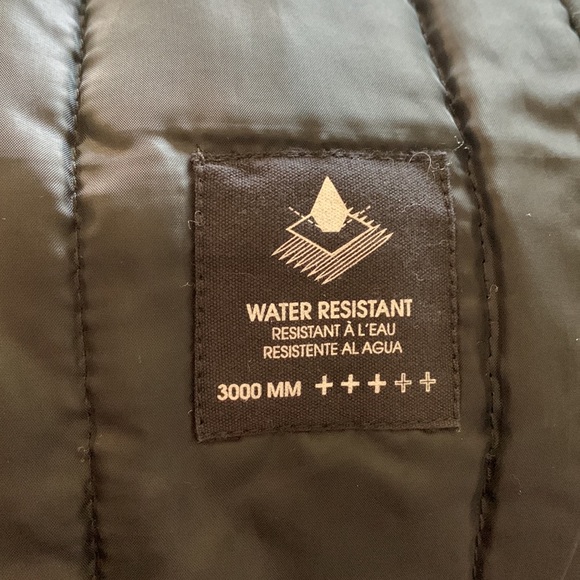 WATER RESISTANT
RESISTANT À L'EAU
RESISTENTE AL AGUA
3000 MM +++++